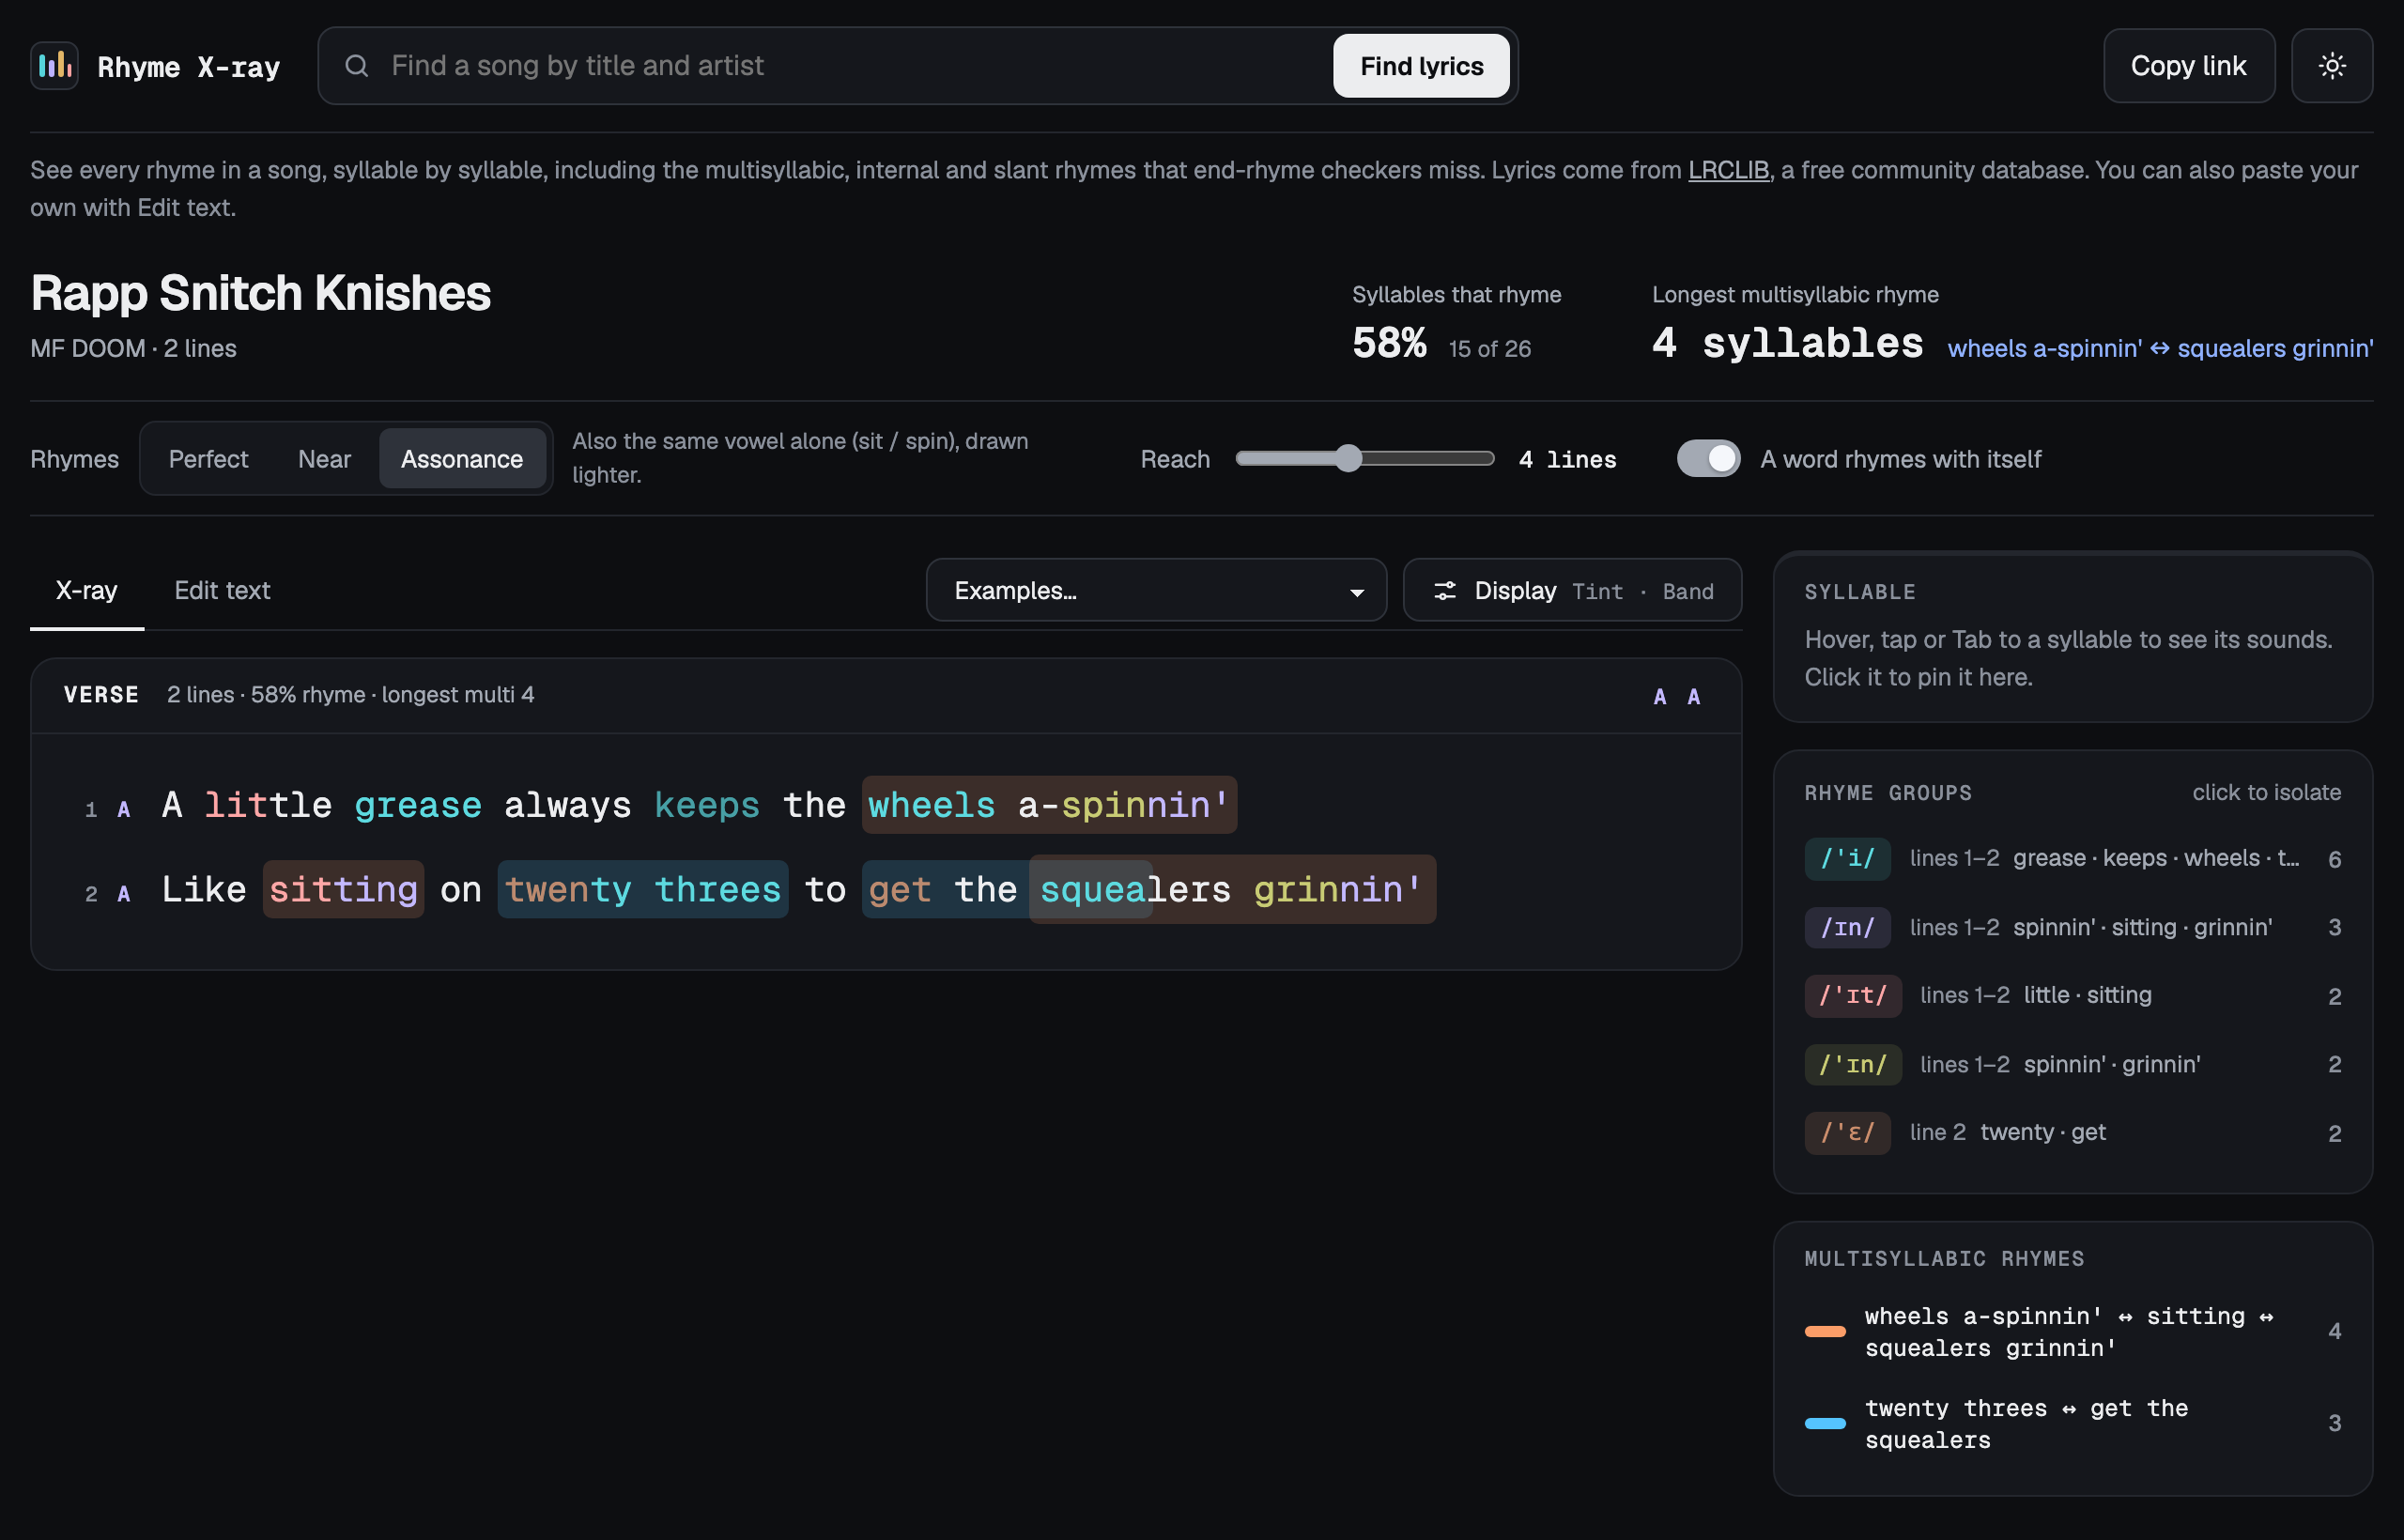 Rhyme X-ray
Find a song by title and artist
Find lyrics
Copy link
See every rhyme in a song, syllable by syllable, including the multisyllabic, internal and slant rhymes that end-rhyme checkers miss. Lyrics come from LRCLIB, a free community database. You can also paste your
own with Edit text.
Rapp Snitch Knishes
MF DOOM · 2 lines
Syllables that rhyme
58% 15 of 26
Longest multisyllabic rhyme
4 syllables wheels a-spinnin' ↔ squealers grinnin'
Rhymes
Perfect
Near
Assonance
Also the same vowel alone (sit / spin), drawn
lighter.
Reach
4 lines
A word rhymes with itself
X-ray
Edit text
Examples...
Display Tint · Band
VERSE 2 lines · 58% rhyme · longest multi 4
A A
1 A A little grease always keeps the wheels a-spinnin'
2 A Like sitting on twenty threes to get the squealers grinnin'
SYLLABLE
Hover, tap or Tab to a syllable to see its sounds.
Click it to pin it here.
RHYME GROUPS click to isolate
/ˈi/ lines 1–2 grease · keeps · wheels · t... 6
/ɪn/ lines 1–2 spinnin' · sitting · grinnin' 3
/ˈɪt/ lines 1–2 little · sitting 2
/ˈɪn/ lines 1–2 spinnin' · grinnin' 2
/ˈɛ/ line 2 twenty · get 2
MULTISYLLABIC RHYMES
wheels a-spinnin' ↔ sitting ↔
squealers grinnin'
4
twenty threes ↔ get the
squealers
3